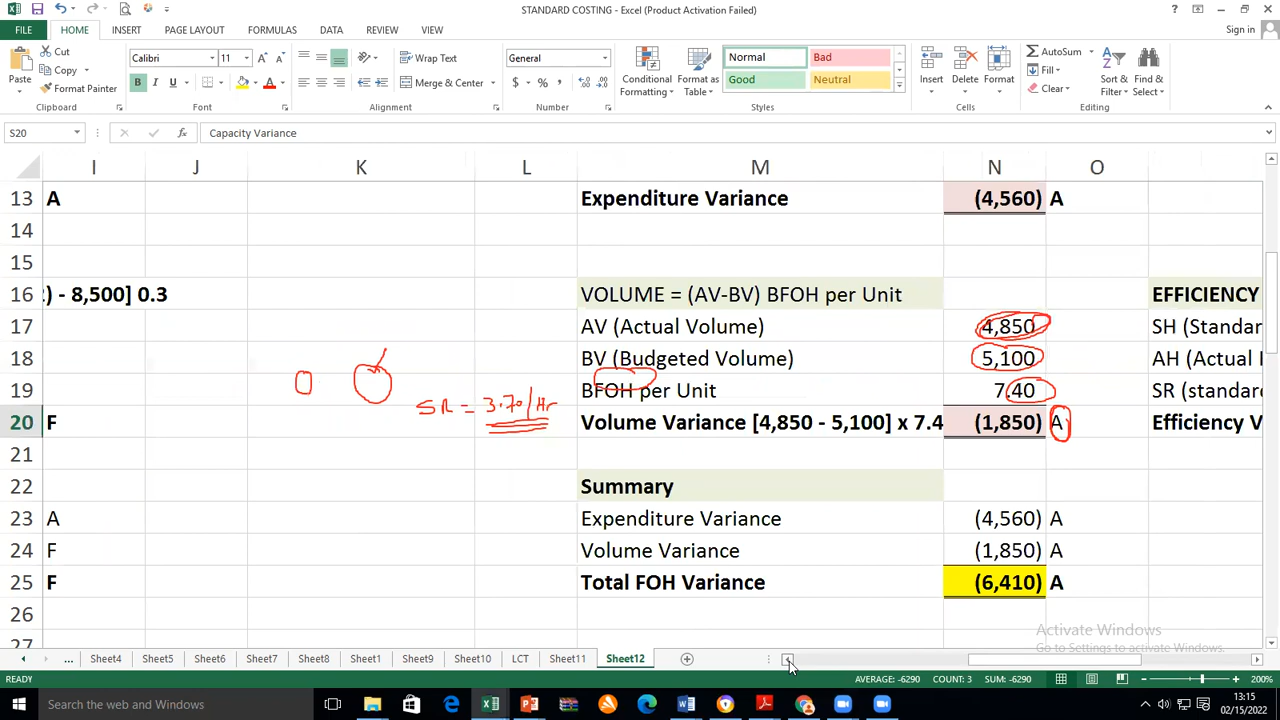 STANDARD COSTING - Excel (Product Activation Failed)
FILE HOME INSERT PAGE LAYOUT FORMULAS DATA REVIEW VIEW Sign in
Paste Cut Copy Format Painter
Calibri 11 B I U
Wrap Text Merge & Center
General $ % ,
Conditional Formatting Format as Table
Normal Bad Good Neutral
Insert Delete Format
AutoSum Fill Clear Sort & Filter Find & Select
Clipboard Font Alignment Number Styles Cells Editing
S20 fx Capacity Variance
I J K L M N O
13 A Expenditure Variance (4,560) A
14
15
16 ) - 8,500] 0.3 VOLUME = (AV-BV) BFOH per Unit EFFICIENCY
17 AV (Actual Volume) 4,850 SH (Standar
18 BV (Budgeted Volume) 5,100 AH (Actual
19 BFOH per Unit 7.40 SR (standard
SR = 3.70/Hr
20 F Volume Variance [4,850 - 5,100] x 7.4 (1,850) A Efficiency V
21
22 Summary
23 A Expenditure Variance (4,560) A
24 F Volume Variance (1,850) A
25 F Total FOH Variance (6,410) A
26
27
Activate Windows
Go to Settings to activate Windows.
... Sheet4 Sheet5 Sheet6 Sheet7 Sheet8 Sheet1 Sheet9 Sheet10 LCT Sheet11 Sheet12
READY AVERAGE: -6290 COUNT: 3 SUM: -6290 200%
Search the web and Windows
13:15
02/15/2022